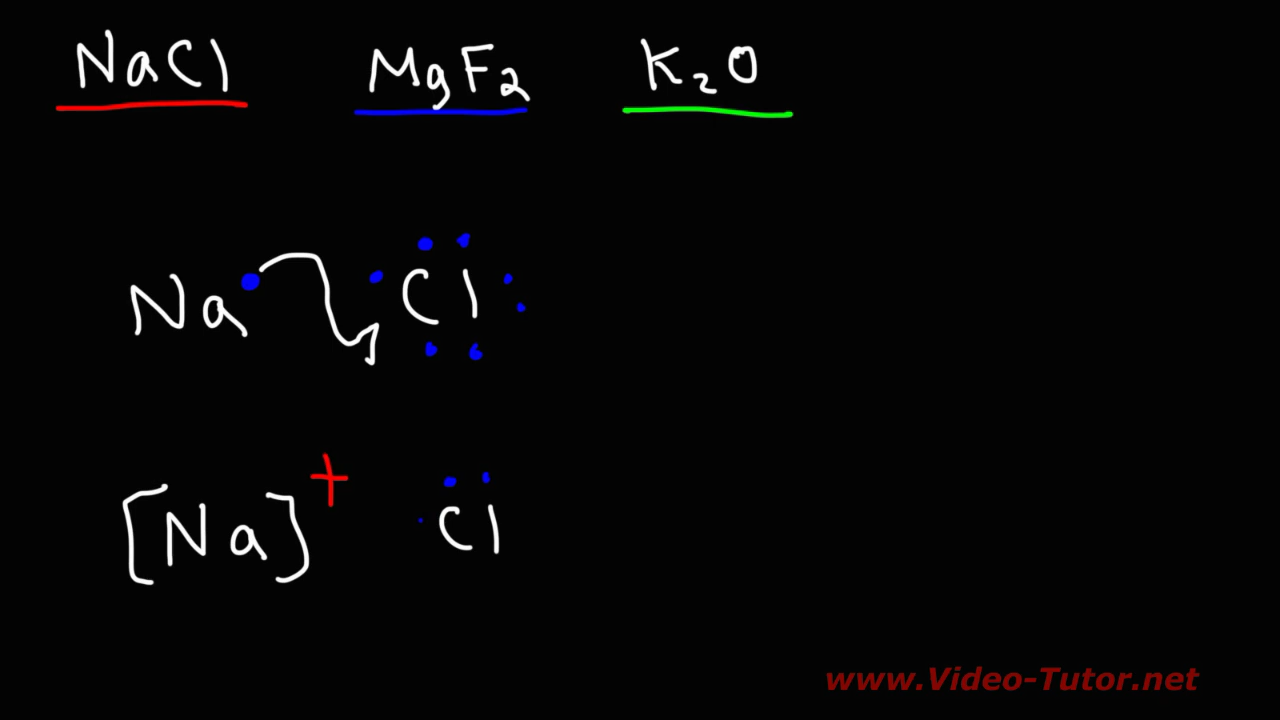 NaCl MgF₂ K₂O
Na Cl
[Na]⁺ Cl
www.Video-Tutor.net